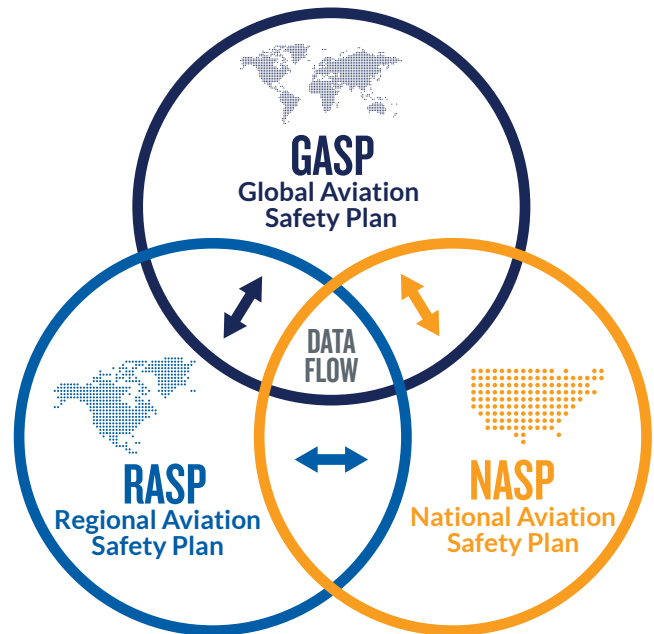 GASP
Global Aviation
Safety Plan
DATA
FLOW
RASP
Regional Aviation
Safety Plan
NASP
National Aviation
Safety Plan